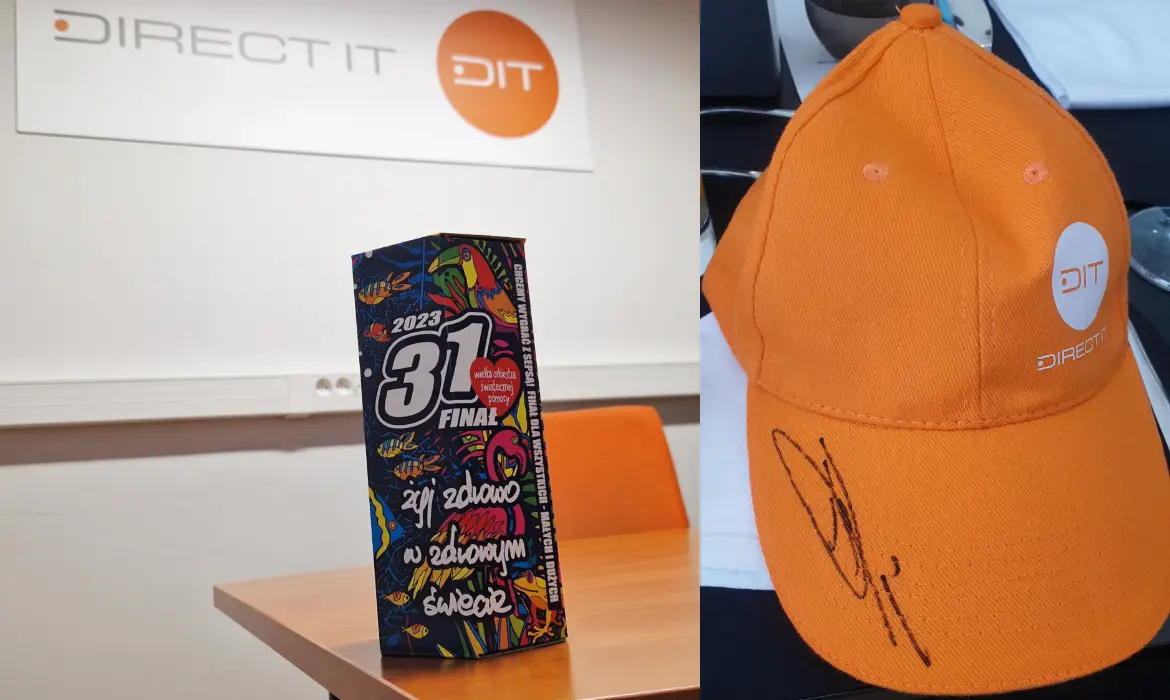 DIRECT IT
DIT
2023
31
FINAŁ
wielka orkiestra
świątecznej
pomocy
żyj zdrowo
w zdrowym
świecie
CHCEMY WYGRAĆ Z SEPSĄ! FINAŁ DLA WSZYSTKICH - MAŁYCH I DUŻYCH
DIT
DIRECT IT